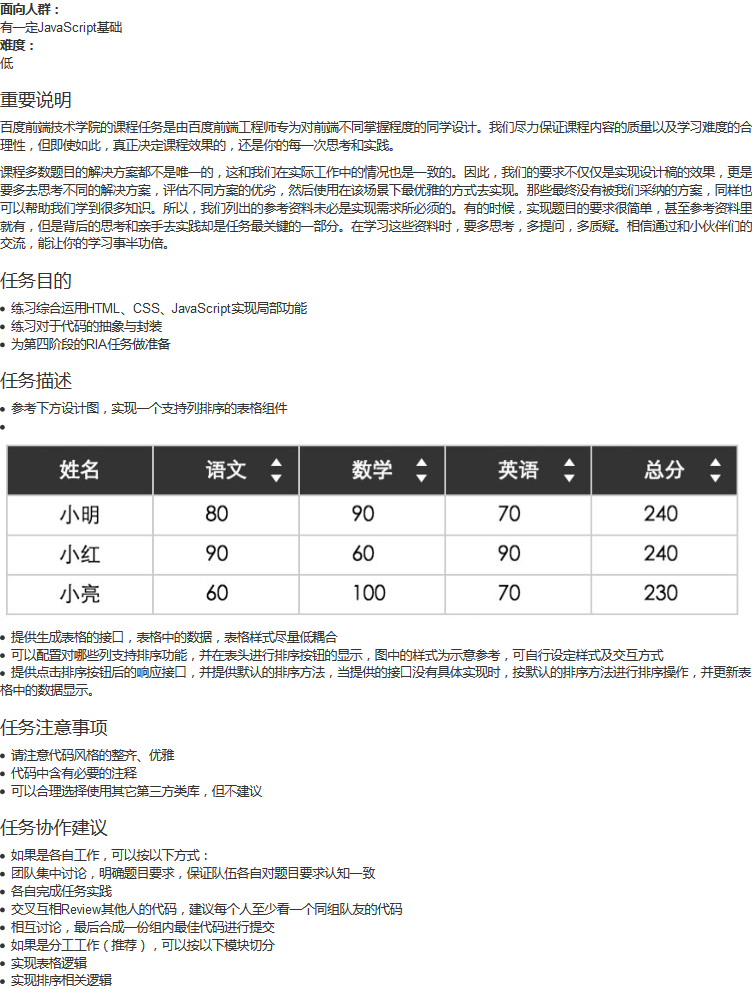 面向人群：
有一定JavaScript基础
难度：
低
重要说明
百度前端技术学院的课程任务是由百度前端工程师专为对前端不同掌握程度的同学设计。我们尽力保证课程内容的质量以及学习难度的合
理性，但即使如此，真正决定课程效果的，还是你的每一次思考和实践。
课程多数题目的解决方案都不是唯一的，这和我们在实际工作中的情况也是一致的。因此，我们的要求不仅仅是实现设计稿的效果，更是
要多去思考不同的解决方案，评估不同方案的优劣，然后使用在该场景下最优雅的方式去实现。那些最终没有被我们采纳的方案，同样也
可以帮助我们学到很多知识。所以，我们列出的参考资料未必是实现需求所必须的。有的时候，实现题目的要求很简单，甚至参考资料里
就有，但是背后的思考和亲手去实践却是任务最关键的一部分。在学习这些资料时，要多思考，多提问，多质疑。相信通过和小伙伴们的
交流，能让你的学习事半功倍。
任务目的
• 练习综合运用HTML、CSS、JavaScript实现局部功能
• 练习对于代码的抽象与封装
• 为第四阶段的RIA任务做准备
任务描述
• 参考下方设计图，实现一个支持列排序的表格组件
•
姓名 语文 数学 英语 总分
小明 80 90 70 240
小红 90 60 90 240
小亮 60 100 70 230
• 提供生成表格的接口，表格中的数据，表格样式尽量低耦合
• 可以配置对哪些列支持排序功能，并在表头进行排序按钮的显示，图中的样式为示意参考，可自行设定样式及交互方式
• 提供点击排序按钮后的响应接口，并提供默认的排序方法，当提供的接口没有具体实现时，按默认的排序方法进行排序操作，并更新表
格中的数据显示。
任务注意事项
• 请注意代码风格的整齐、优雅
• 代码中含有必要的注释
• 可以合理选择使用其它第三方类库，但不建议
任务协作建议
• 如果是各自工作，可以按以下方式：
• 团队集中讨论，明确题目要求，保证队伍各自对题目要求认知一致
• 各自完成任务实践
• 交叉互相Review其他人的代码，建议每个人至少看一个同组队友的代码
• 相互讨论，最后合成一份组内最佳代码进行提交
• 如果是分工工作（推荐），可以按以下模块切分
• 实现表格逻辑
• 实现排序相关逻辑